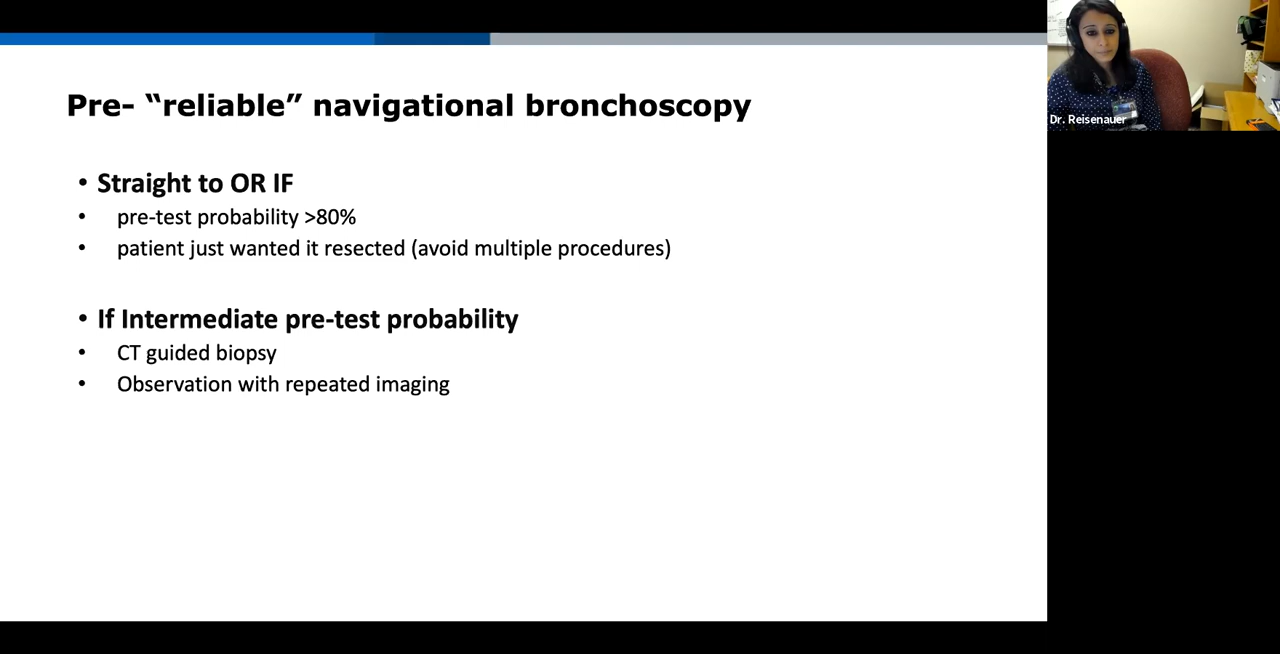 Pre- “reliable” navigational bronchoscopy
• Straight to OR IF
• pre-test probability >80%
• patient just wanted it resected (avoid multiple procedures)
• If Intermediate pre-test probability
• CT guided biopsy
• Observation with repeated imaging
Dr. Reisenauer